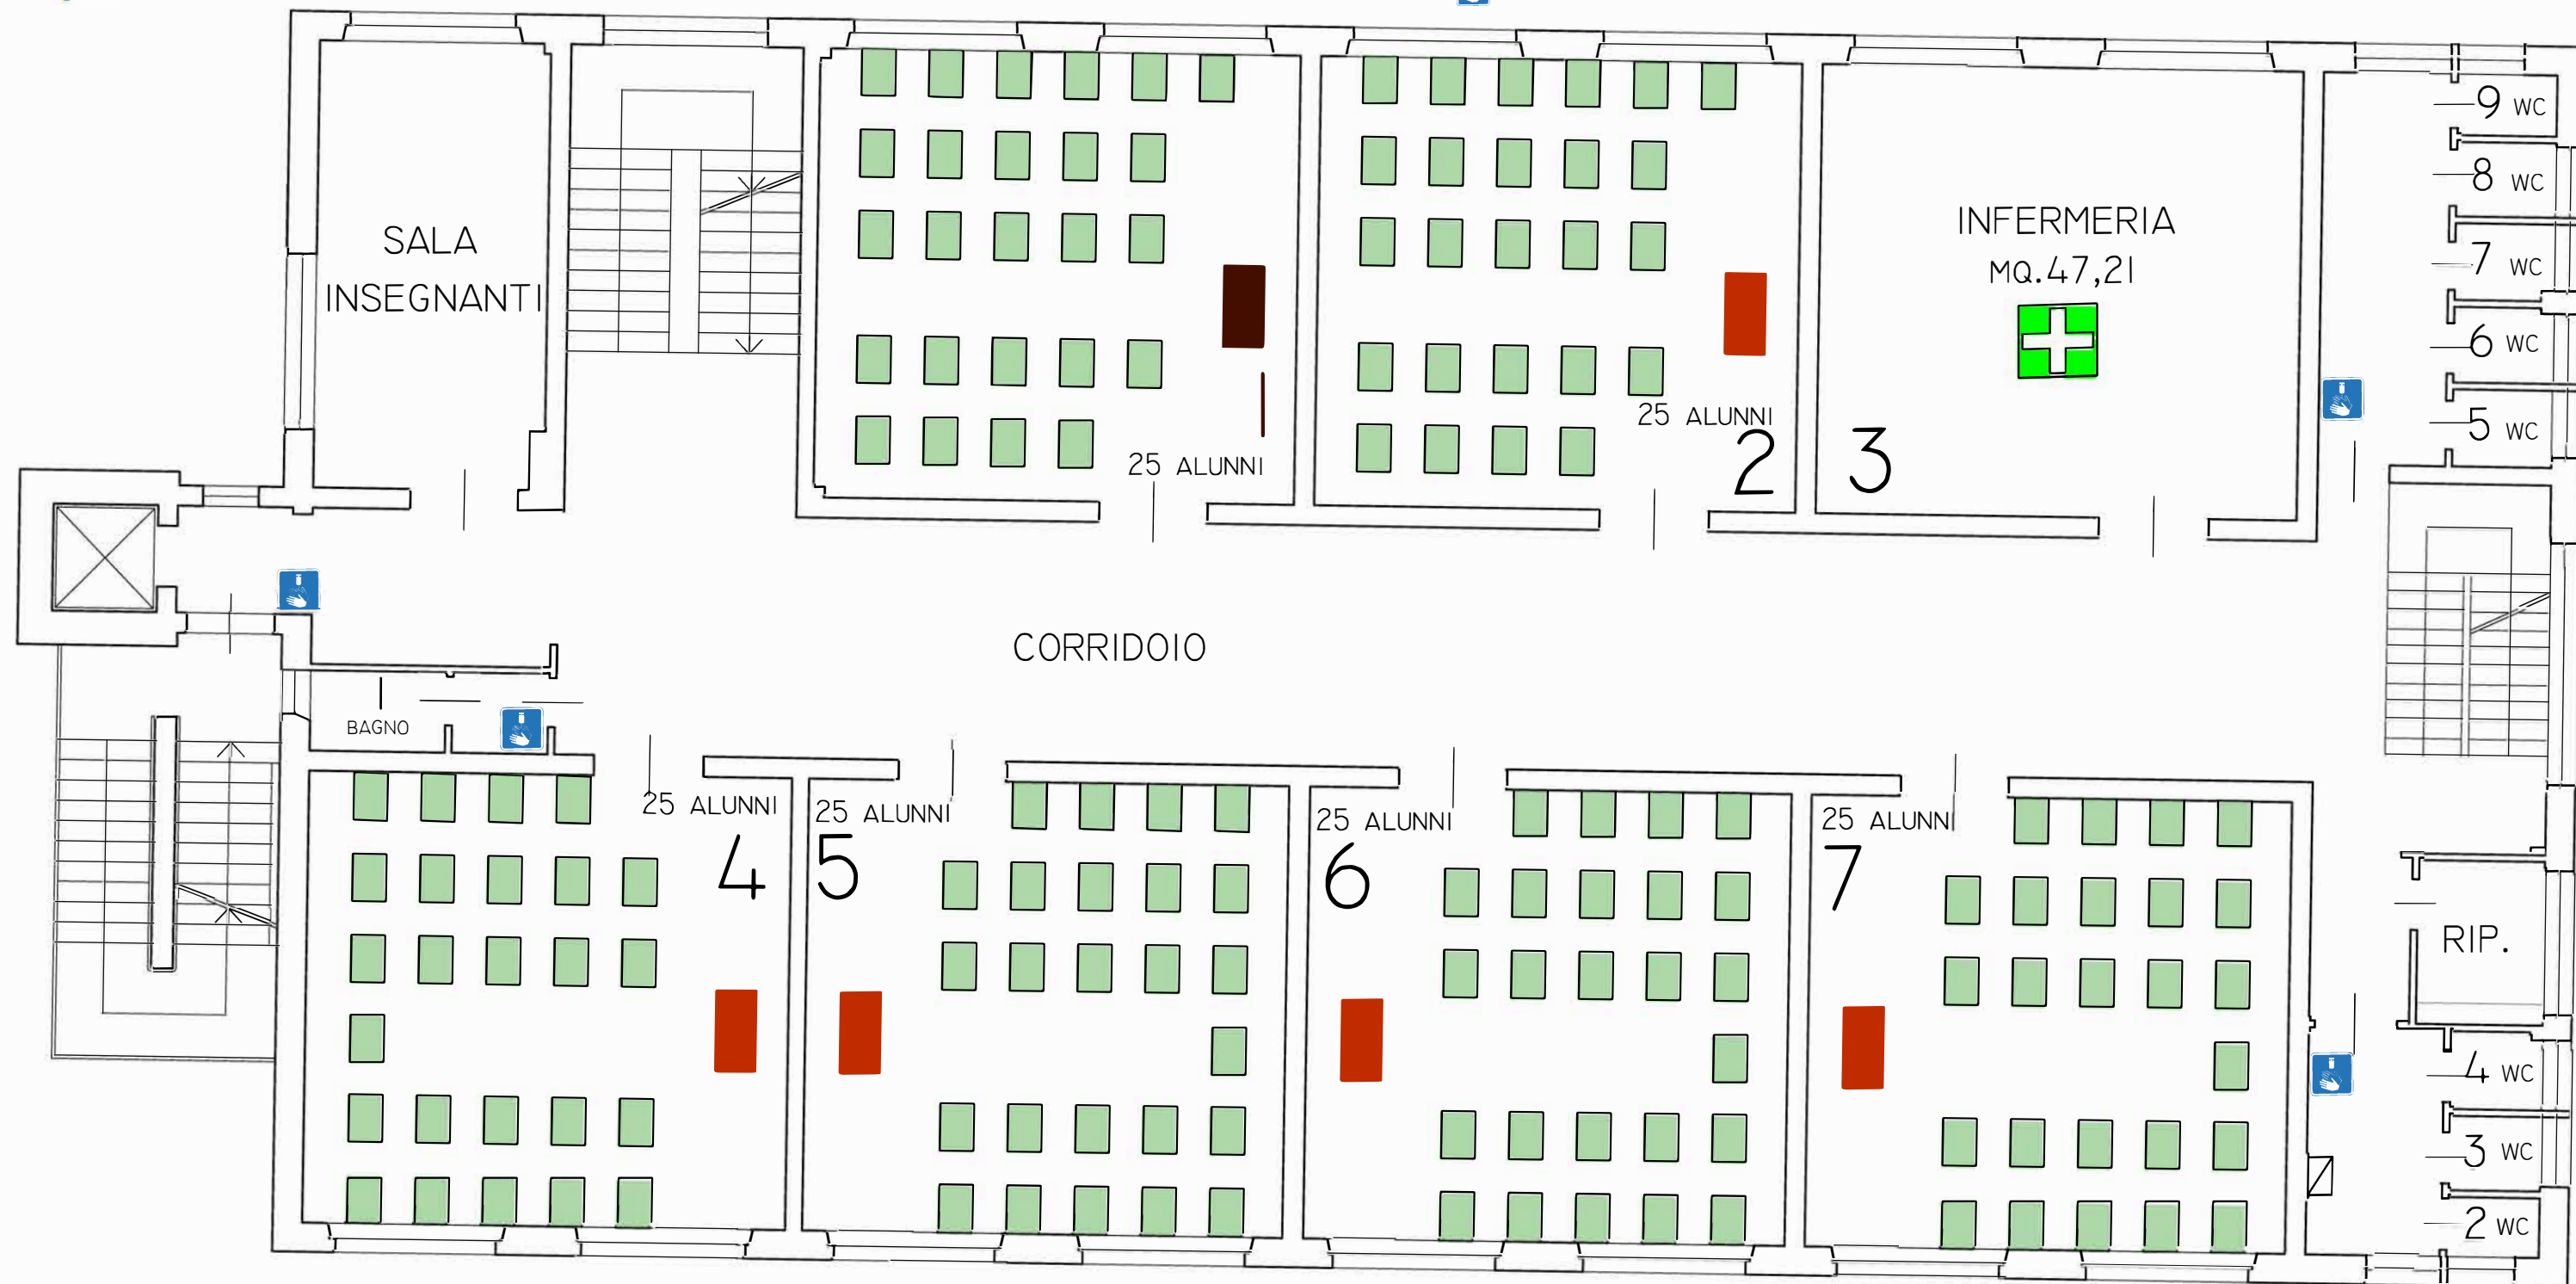 SALA
INSEGNANTI
25 ALUNNI
25 ALUNNI
2
3
INFERMERIA
MQ.47,21
9 WC
8 WC
7 WC
6 WC
5 WC
CORRIDOIO
BAGNO
25 ALUNNI
4
25 ALUNNI
5
25 ALUNNI
6
25 ALUNNI
7
RIP.
4 WC
3 WC
2 WC